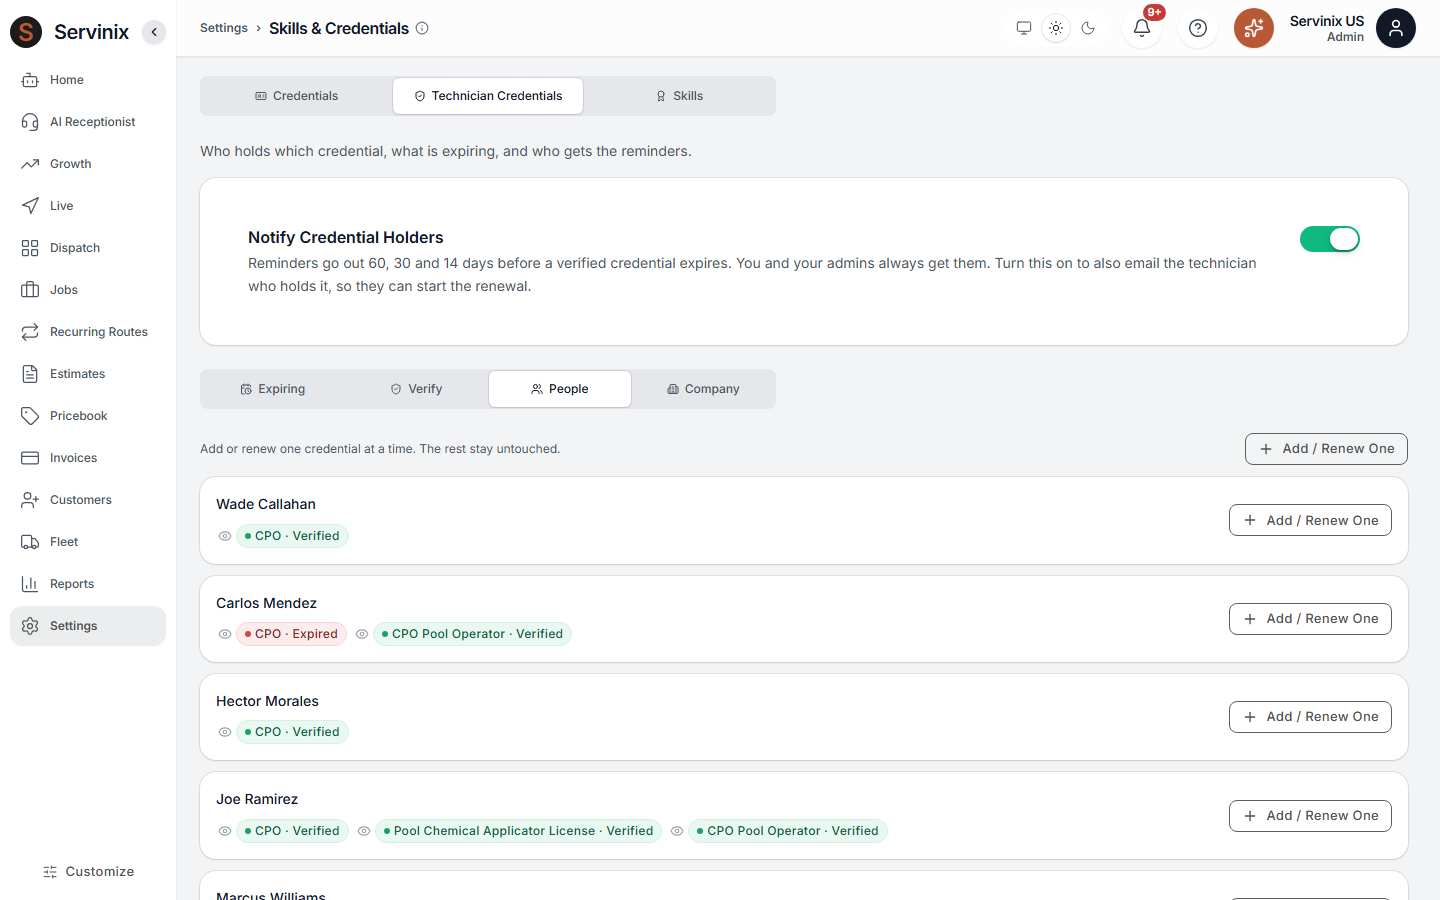 S Servinix
Settings › Skills & Credentials
9+
Servinix US
Admin
Home
AI Receptionist
Growth
Live
Dispatch
Jobs
Recurring Routes
Estimates
Pricebook
Invoices
Customers
Fleet
Reports
Settings
Customize
Credentials Technician Credentials Skills
Who holds which credential, what is expiring, and who gets the reminders.
Notify Credential Holders
Reminders go out 60, 30 and 14 days before a verified credential expires. You and your admins always get them. Turn this on to also email the technician
who holds it, so they can start the renewal.
Expiring Verify People Company
Add or renew one credential at a time. The rest stay untouched.
+ Add / Renew One
Wade Callahan
CPO · Verified
+ Add / Renew One
Carlos Mendez
CPO · Expired CPO Pool Operator · Verified
+ Add / Renew One
Hector Morales
CPO · Verified
+ Add / Renew One
Joe Ramirez
CPO · Verified Pool Chemical Applicator License · Verified CPO Pool Operator · Verified
+ Add / Renew One
Marcus Williams